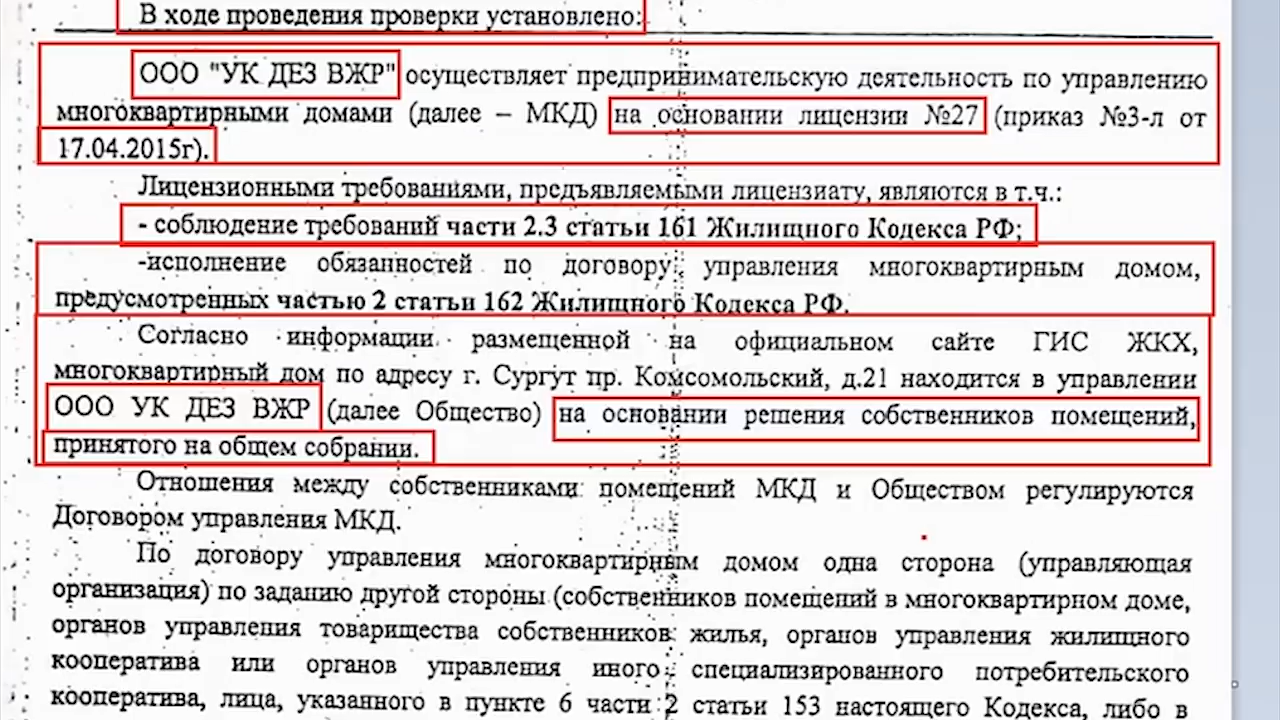 В ходе проведения проверки установлено:
ООО "УК ДЕЗ ВЖР" осуществляет предпринимательскую деятельность по управлению
многоквартирными домами (далее – МКД) на основании лицензии №27 (приказ №3-л от
17.04.2015г).
Лицензионными требованиями, предъявляемыми лицензиату, являются в т.ч.:
- соблюдение требований части 2.3 статьи 161 Жилищного Кодекса РФ;
-исполнение обязанностей по договору управления многоквартирным домом,
предусмотренных частью 2 статьи 162 Жилищного Кодекса РФ.
Согласно информации размещенной на официальном сайте ГИС ЖКХ,
многоквартирный дом по адресу г. Сургут пр. Комсомольский, д.21 находится в управлении
ООО УК ДЕЗ ВЖР (далее Общество) на основании решения собственников помещений,
принятого на общем собрании.
Отношения между собственниками помещений МКД и Обществом регулируются
Договором управления МКД.
По договору управления многоквартирным домом одна сторона (управляющая
организация) по заданию другой стороны (собственников помещений в многоквартирном доме,
органов управления товарищества собственников жилья, органов управления жилищного
кооператива или органов управления иного специализированного потребительского
кооператива, лица, указанного в пункте 6 части 2 статьи 153 настоящего Кодекса, либо в